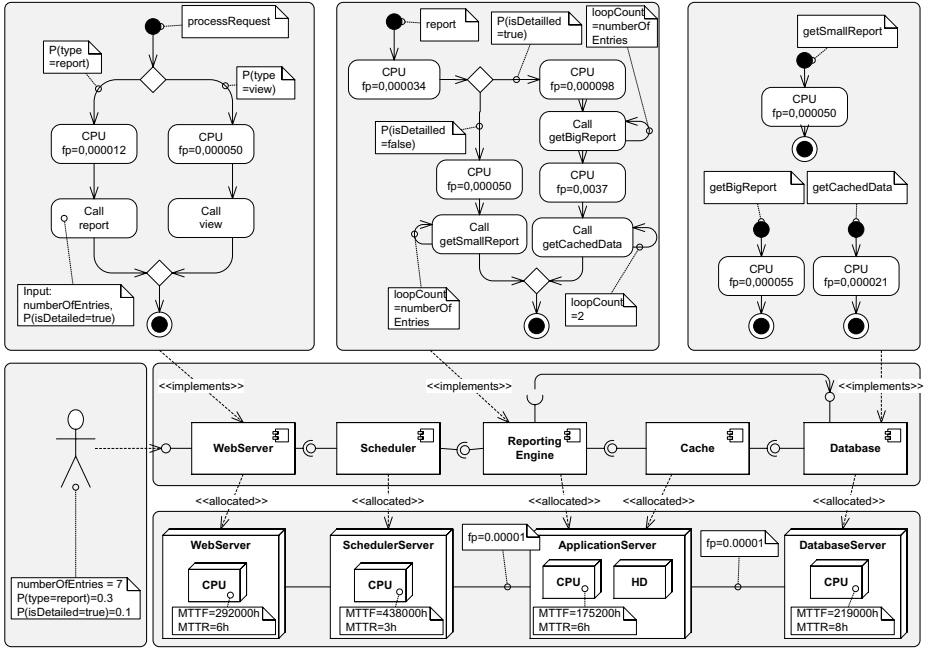 processRequest
P(type
=report)
P(type
=view)
CPU
fp=0,000012
CPU
fp=0,000050
Call
report
Call
view
Input:
numberOfEntries,
P(isDetailed=true)
report
P(isDetailled
=true)
loopCount
=numberOf
Entries
CPU
fp=0,000034
CPU
fp=0,000098
P(isDetailled
=false)
Call
getBigReport
CPU
fp=0,000050
CPU
fp=0,0037
Call
getSmallReport
Call
getCachedData
loopCount
=numberOf
Entries
loopCount
=2
getSmallReport
CPU
fp=0,000050
getBigReport
getCachedData
CPU
fp=0,000055
CPU
fp=0,000021
<<implements>>
<<implements>>
<<implements>>
WebServer
Scheduler
Reporting
Engine
Cache
Database
<<allocated>>
<<allocated>>
<<allocated>>
<<allocated>>
<<allocated>>
numberOfEntries = 7
P(type=report)=0.3
P(isDetailed=true)=0.1
WebServer
CPU
MTTF=292000h
MTTR=6h
SchedulerServer
CPU
MTTF=438000h
MTTR=3h
fp=0.00001
ApplicationServer
CPU
HD
MTTF=175200h
MTTR=6h
fp=0.00001
DatabaseServer
CPU
MTTF=219000h
MTTR=8h